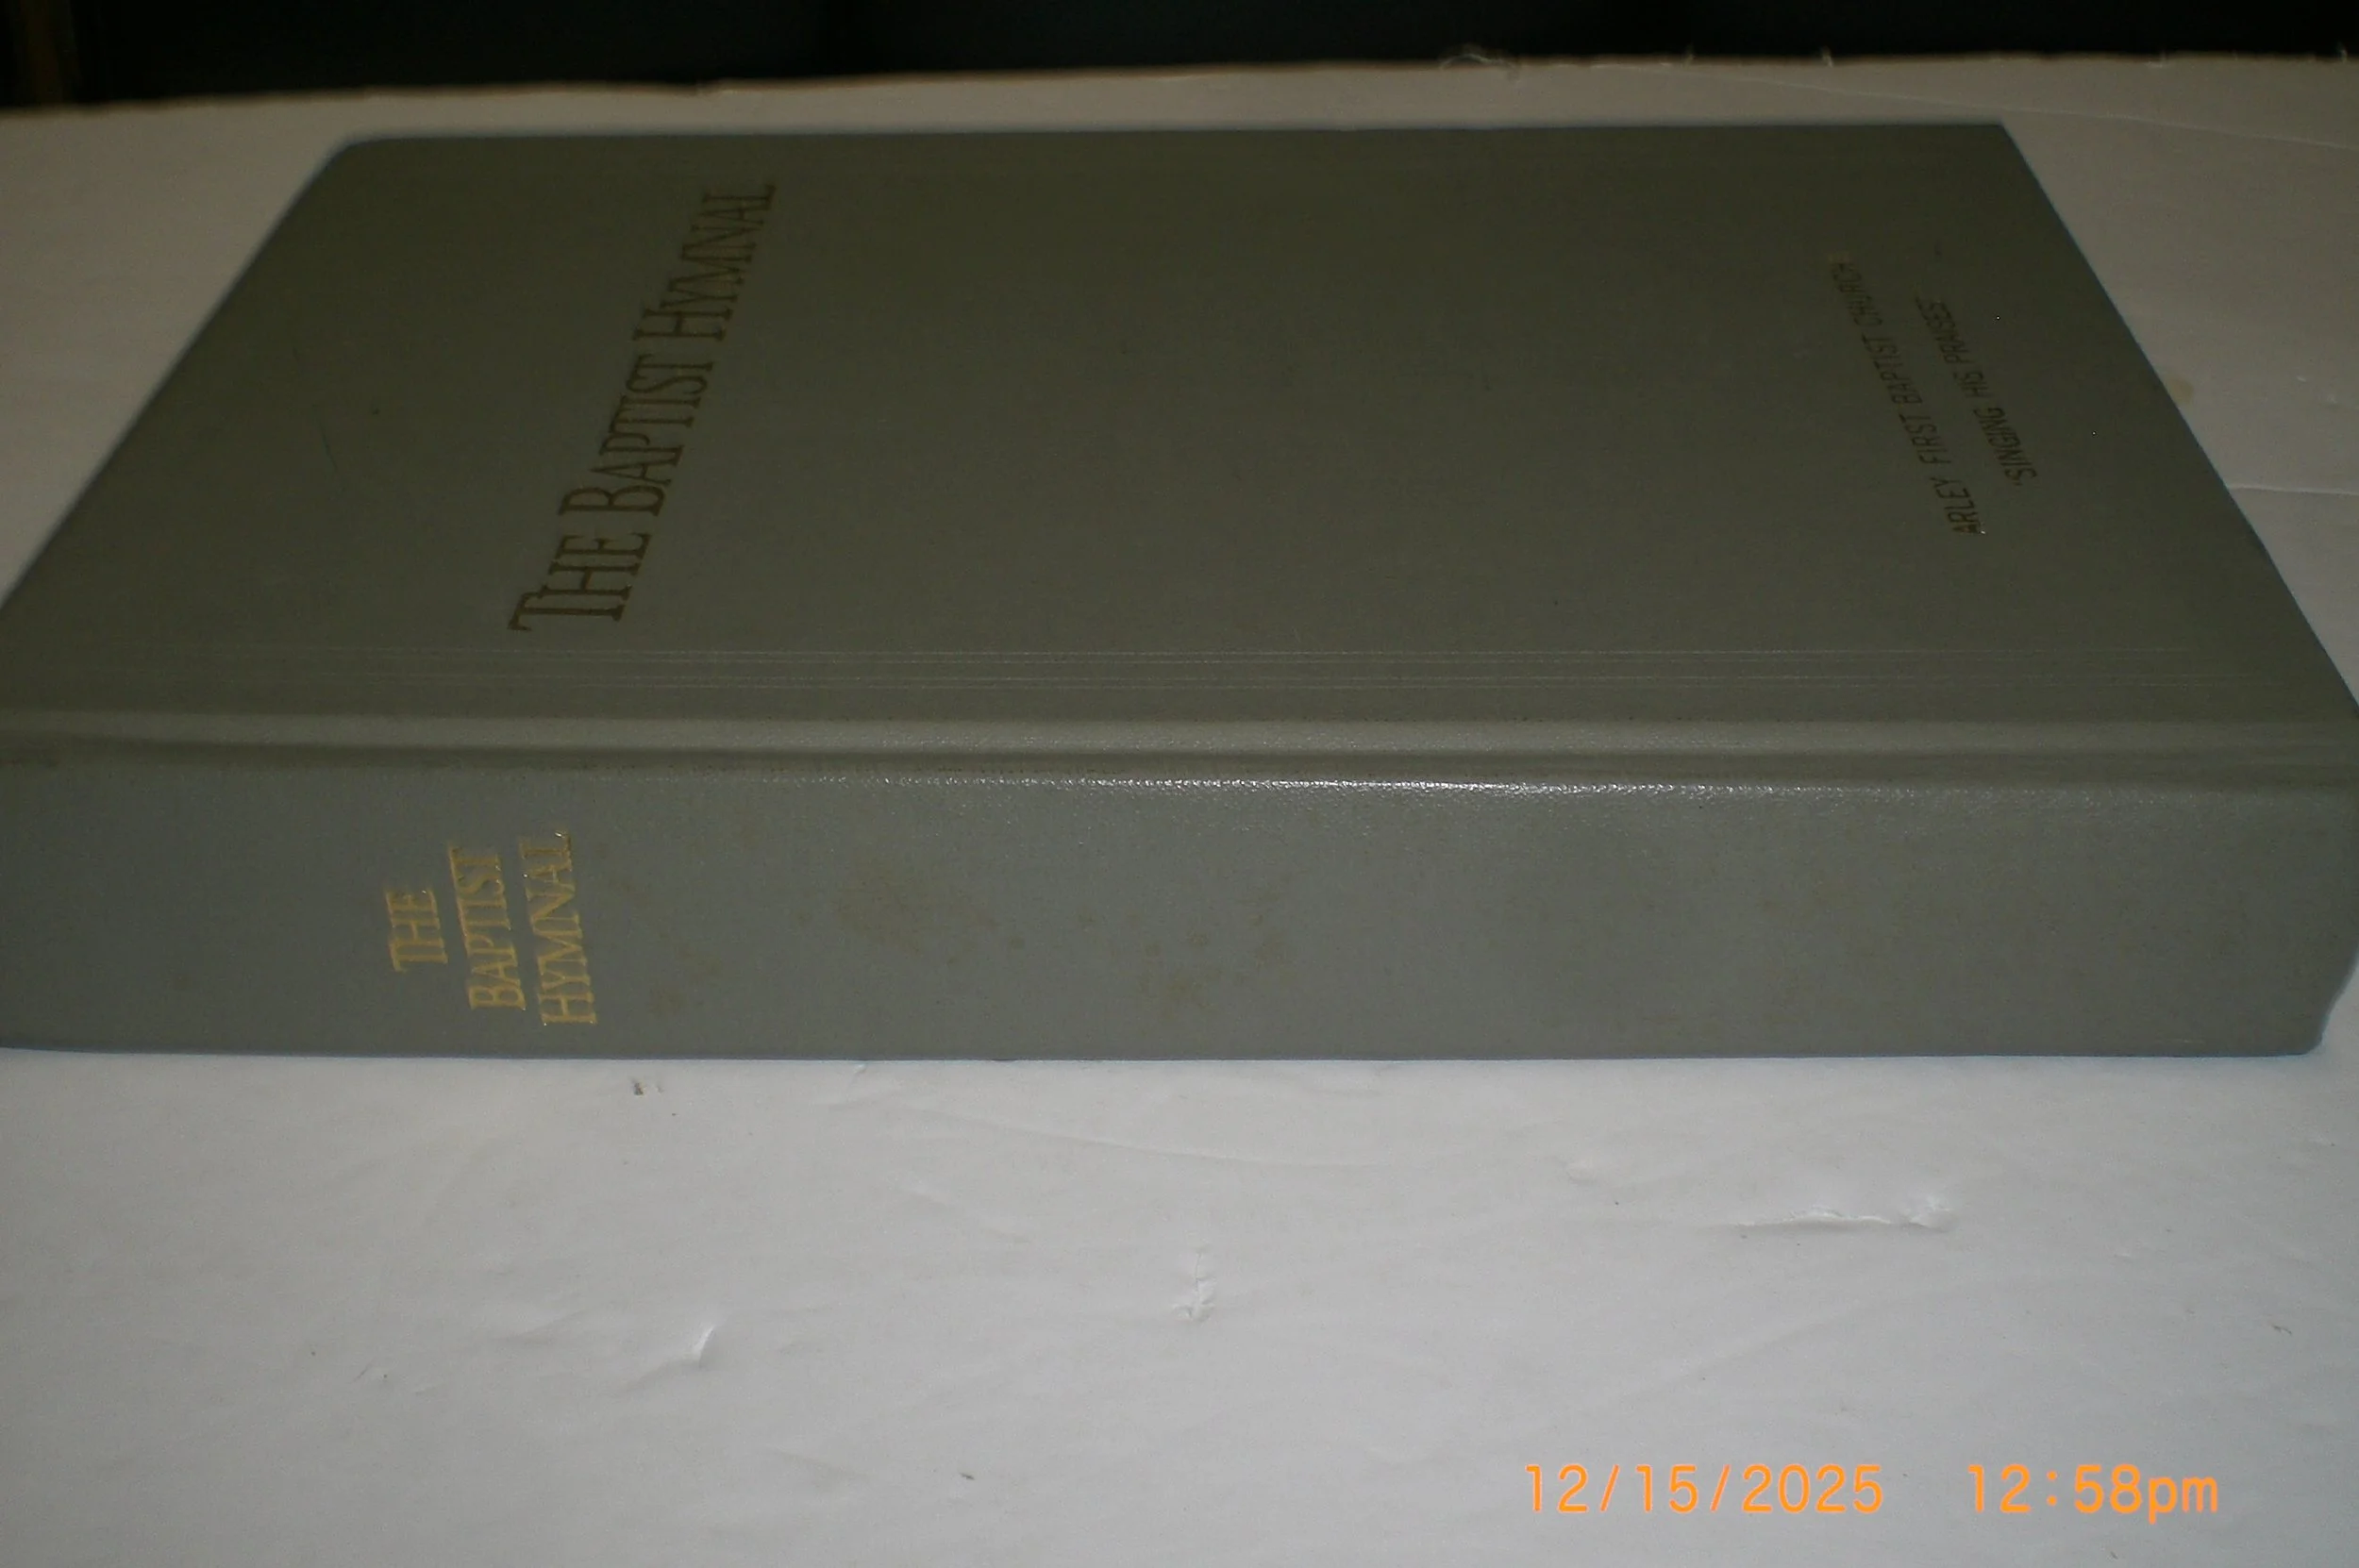 THE BAPTIST HYMNAL
ARLEY FIRST BAPTIST CHURCH
"SINGING HIS PRAISES"
THE
BAPTIST
HYMNAL
12/15/2025 12:58pm